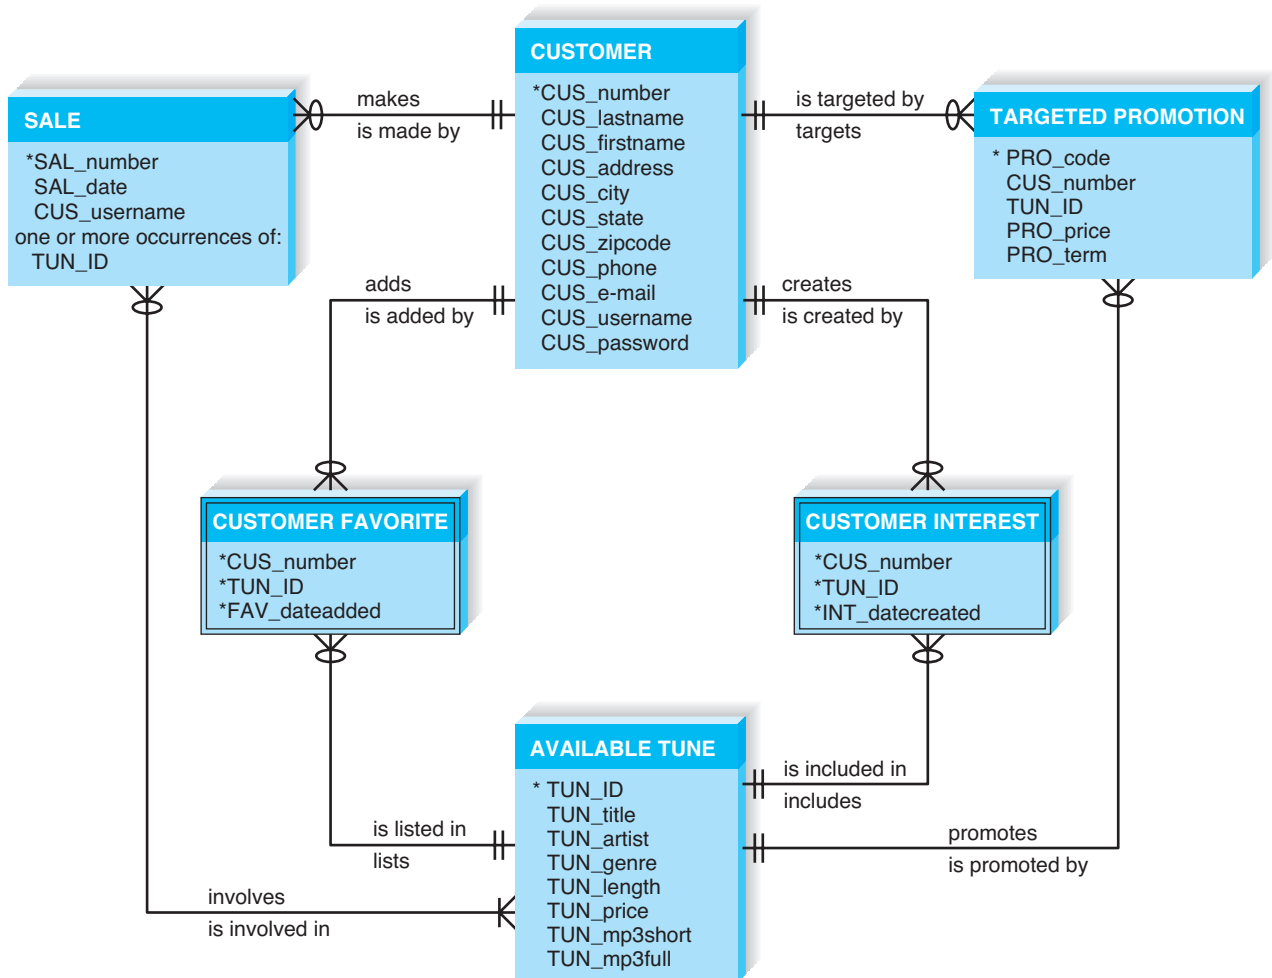 CUSTOMER
*CUS_number
CUS_lastname
CUS_firstname
CUS_address
CUS_city
CUS_state
CUS_zipcode
CUS_phone
CUS_e-mail
CUS_username
CUS_password
SALE
*SAL_number
SAL_date
CUS_username
one or more occurrences of:
TUN_ID
makes
is made by
is targeted by
targets
TARGETED PROMOTION
* PRO_code
CUS_number
TUN_ID
PRO_price
PRO_term
adds
is added by
creates
is created by
CUSTOMER FAVORITE
*CUS_number
*TUN_ID
*FAV_dateadded
CUSTOMER INTEREST
*CUS_number
*TUN_ID
*INT_datecreated
AVAILABLE TUNE
* TUN_ID
TUN_title
TUN_artist
TUN_genre
TUN_length
TUN_price
TUN_mp3short
TUN_mp3full
is listed in
lists
is included in
includes
promotes
is promoted by
involves
is involved in